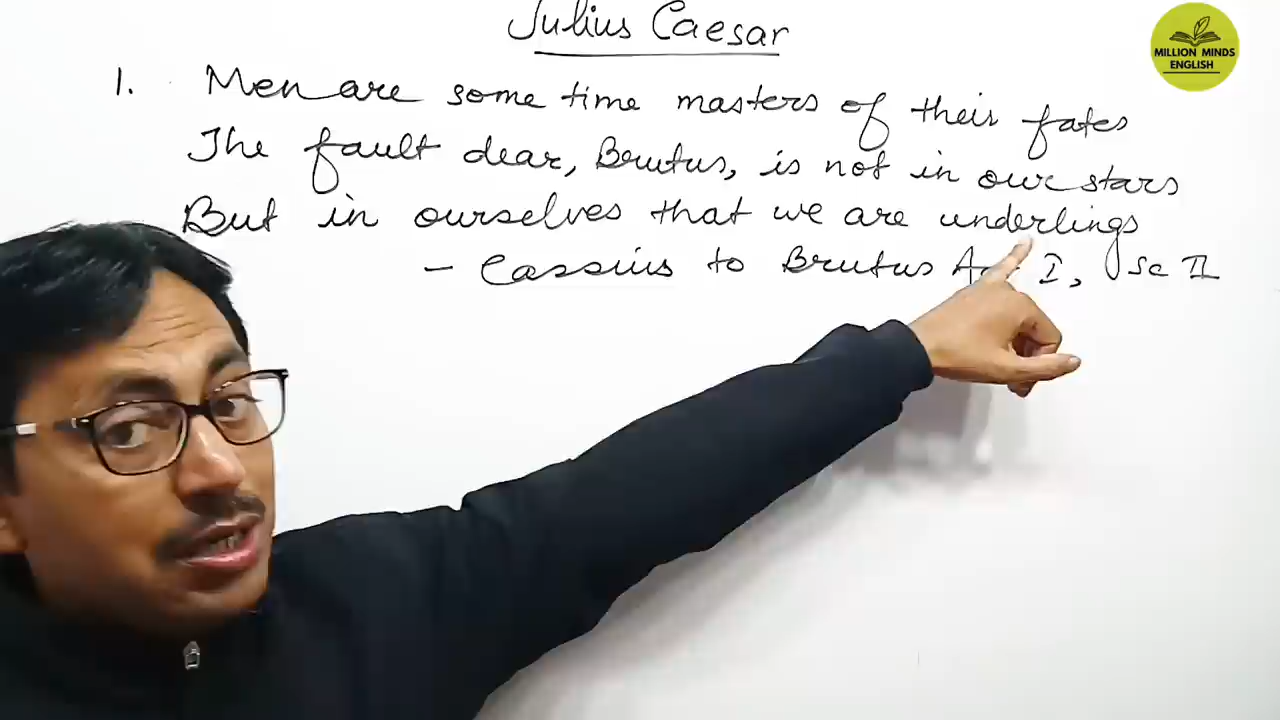 Julius Caesar
MILLION MINDS
ENGLISH
1. Men are some time masters of their fates
The fault dear, Brutus, is not in our stars
But in ourselves that we are underlings
- Cassius to Brutus I, Sc II